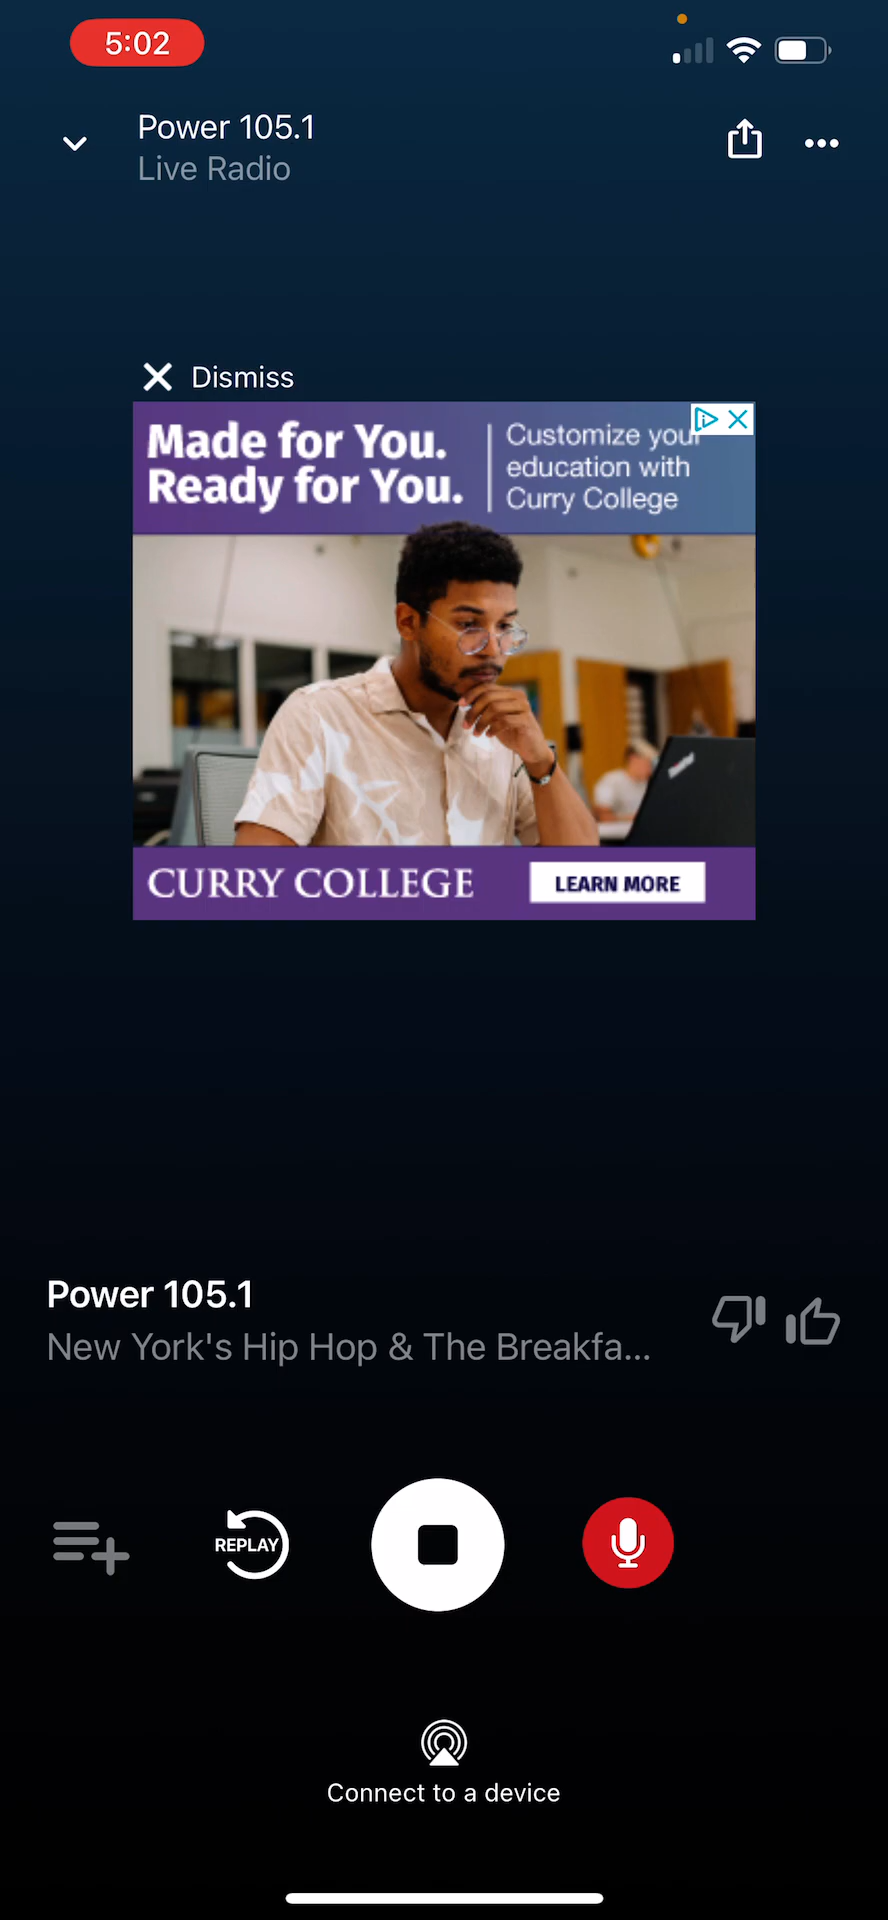 5:02
Power 105.1
Live Radio
Dismiss
Made for You.
Ready for You.
Customize your
education with
Curry College
CURRY COLLEGE
LEARN MORE
Power 105.1
New York's Hip Hop & The Breakfa...
REPLAY
Connect to a device